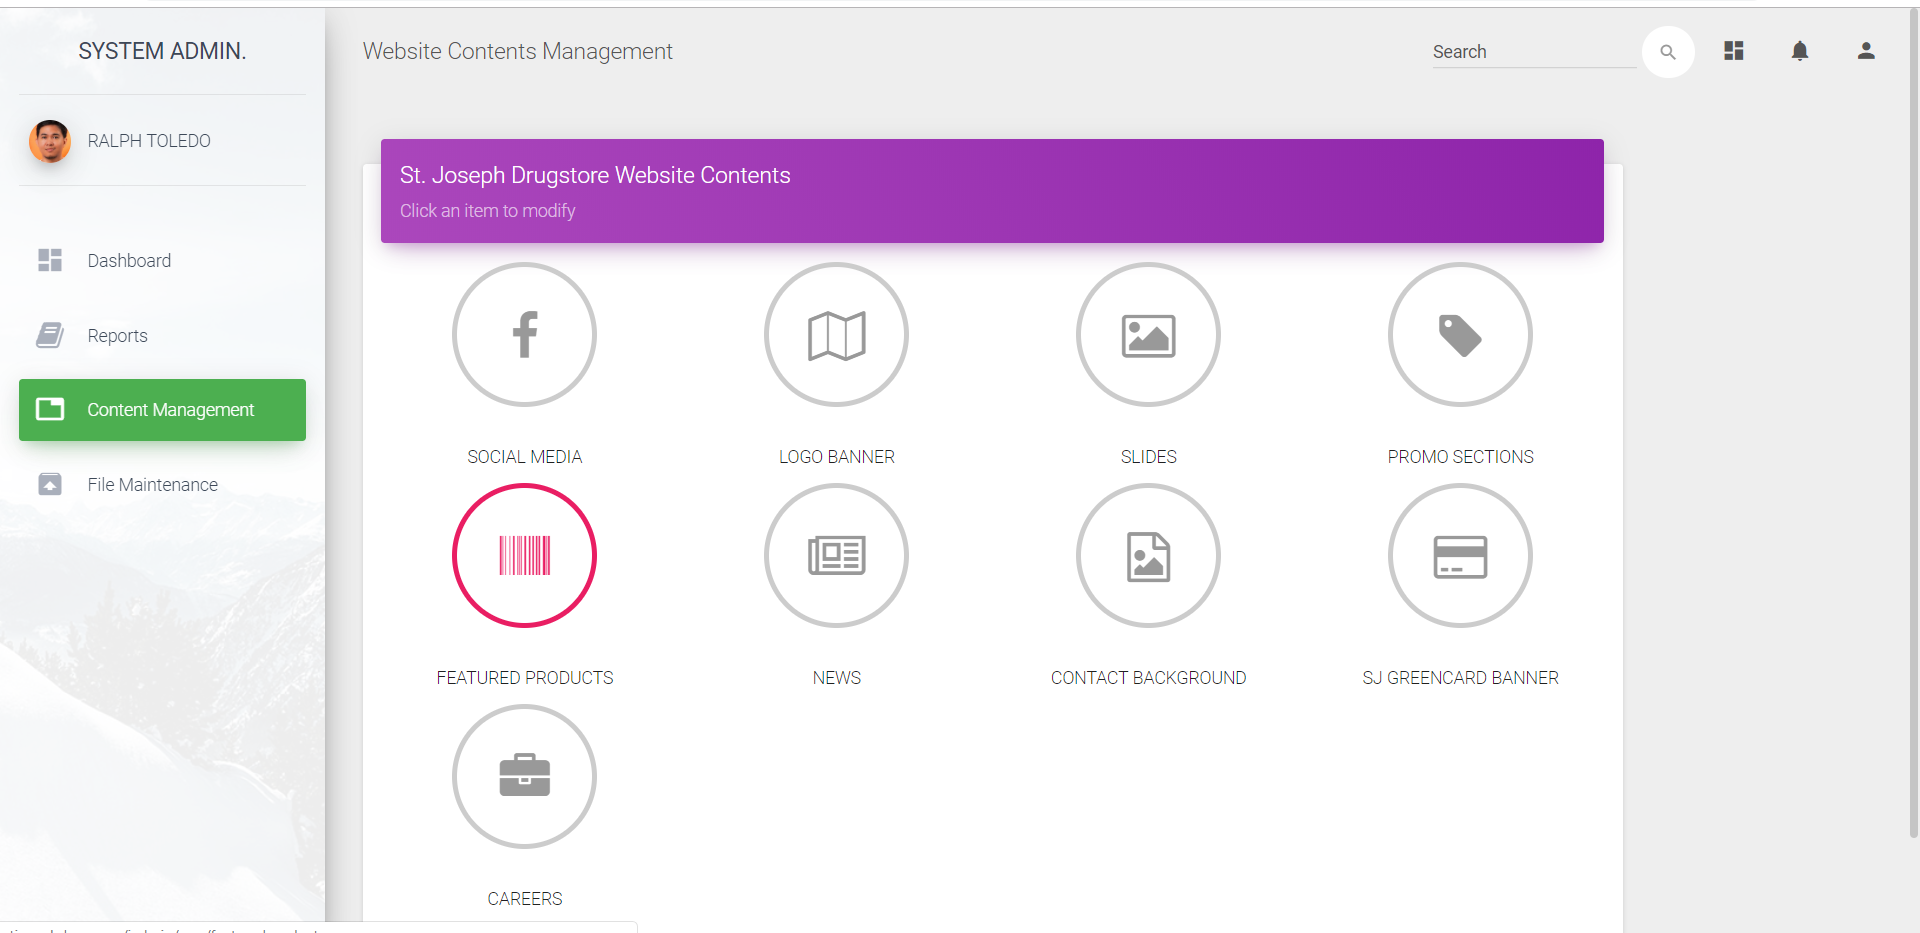 SYSTEM ADMIN.
RALPH TOLEDO
Dashboard
Reports
Content Management
File Maintenance
Website Contents Management
Search
St. Joseph Drugstore Website Contents
Click an item to modify
SOCIAL MEDIA
LOGO BANNER
SLIDES
PROMO SECTIONS
FEATURED PRODUCTS
NEWS
CONTACT BACKGROUND
SJ GREENCARD BANNER
CAREERS